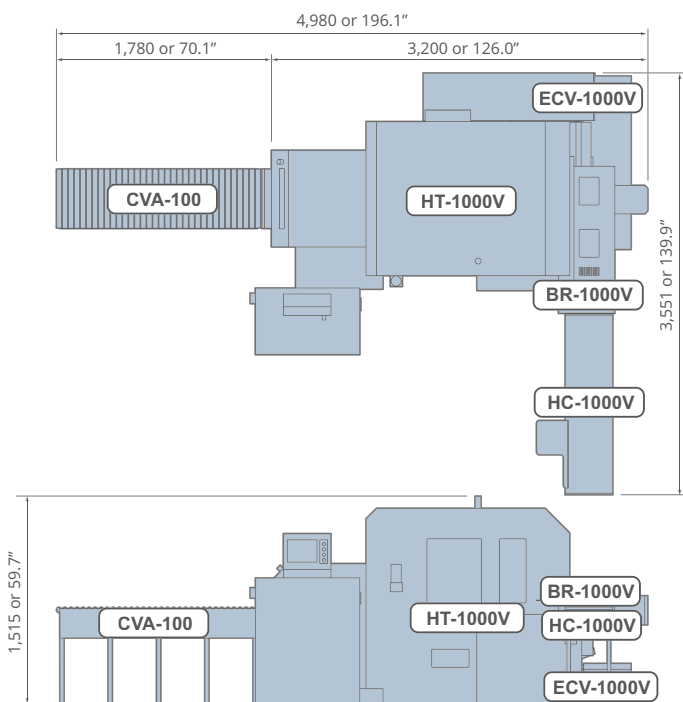 4,980 or 196.1”
1,780 or 70.1”
3,200 or 126.0”
ECV-1000V
CVA-100
HT-1000V
BR-1000V
3,551 or 139.9”
HC-1000V
1,515 or 59.7”
BR-1000V
CVA-100
HT-1000V
HC-1000V
ECV-1000V